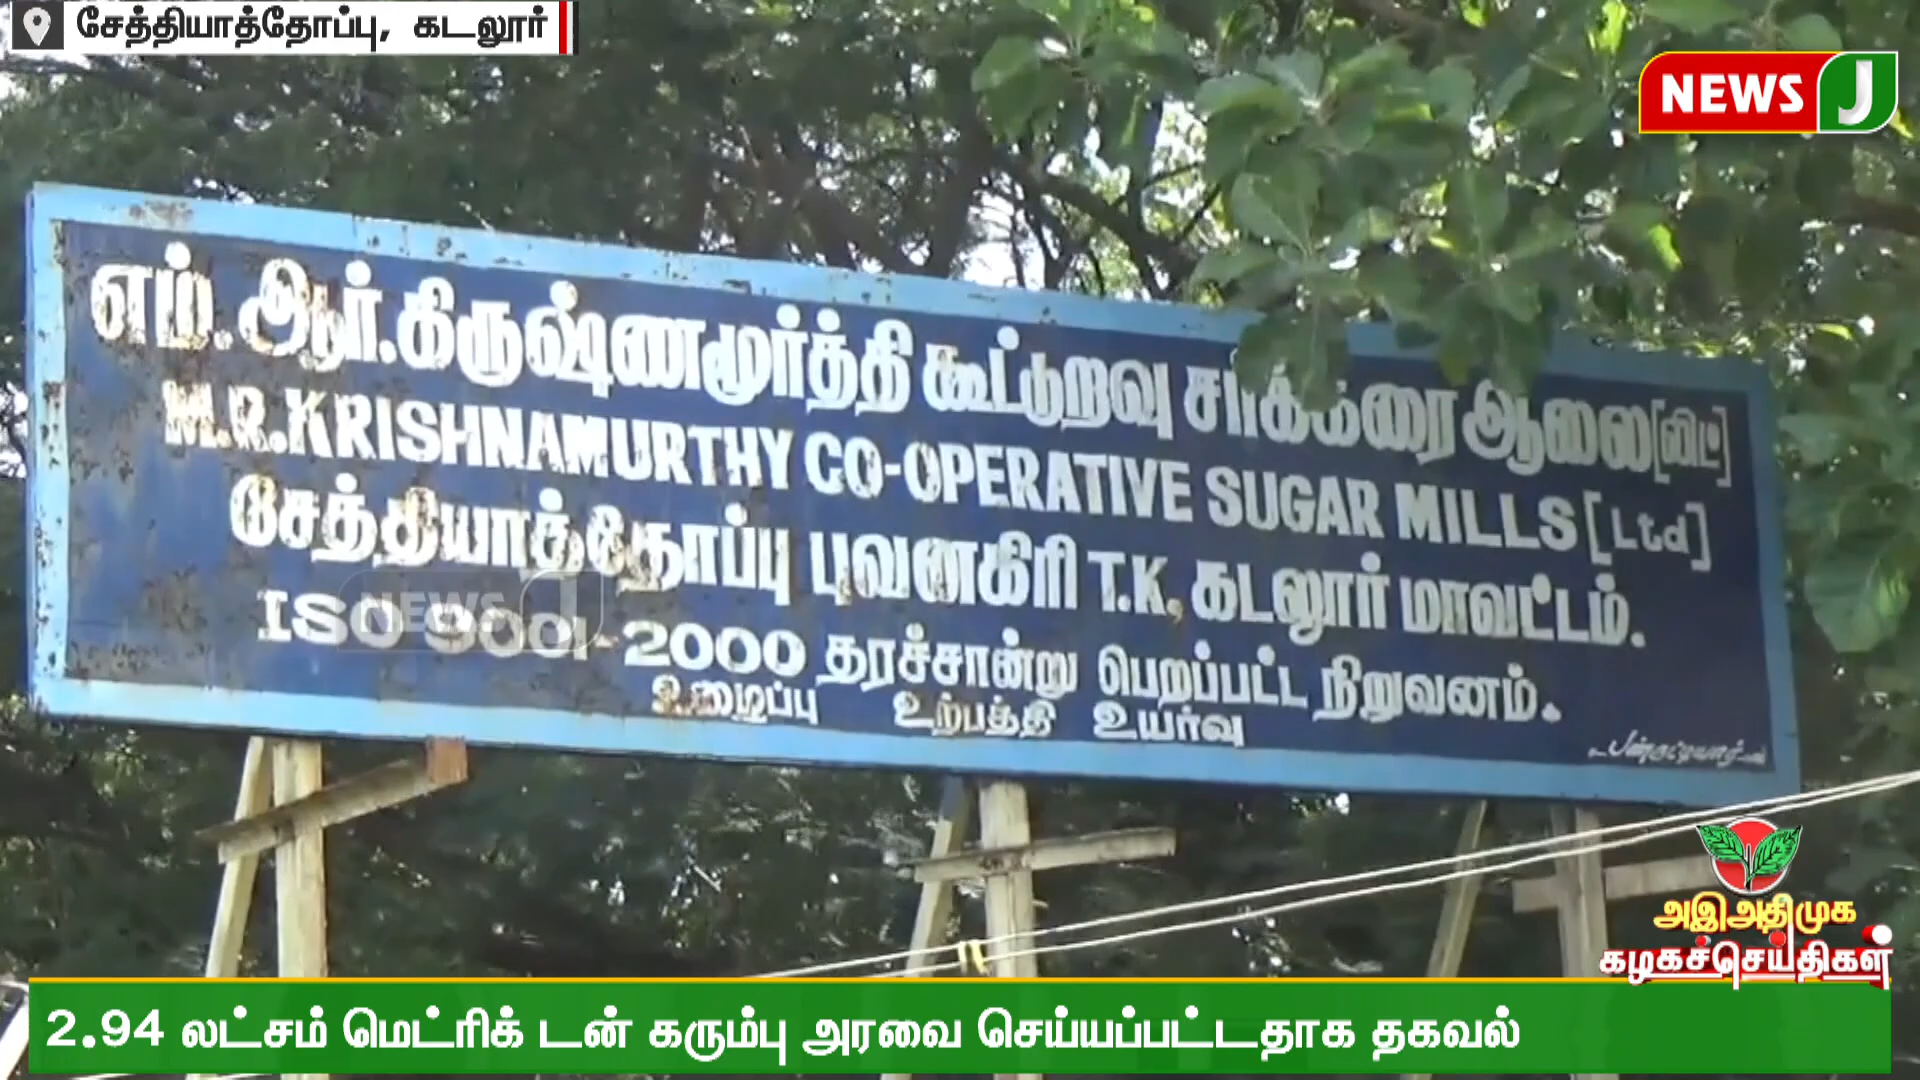 சேத்தியாத்தோப்பு, கடலூர்
NEWS J
எம்.ஆர்.கிருஷ்ணமூர்த்தி கூட்டுறவு சர்க்கரை ஆலை[லிட்]
M.R.KRISHNAMURTHY CO-OPERATIVE SUGAR MILLS [Ltd]
சேத்தியாத்தோப்பு புவனகிரி T.K, கடலூர் மாவட்டம்.
NEWS J
ISO 9001-2000 தரச்சான்று பெறப்பட்ட நிறுவனம்.
உழைப்பு உற்பத்தி உயர்வு
அஇஅதிமுக
கழகச்செய்திகள்
2.94 லட்சம் மெட்ரிக் டன் கரும்பு அரவை செய்யப்பட்டதாக தகவல்